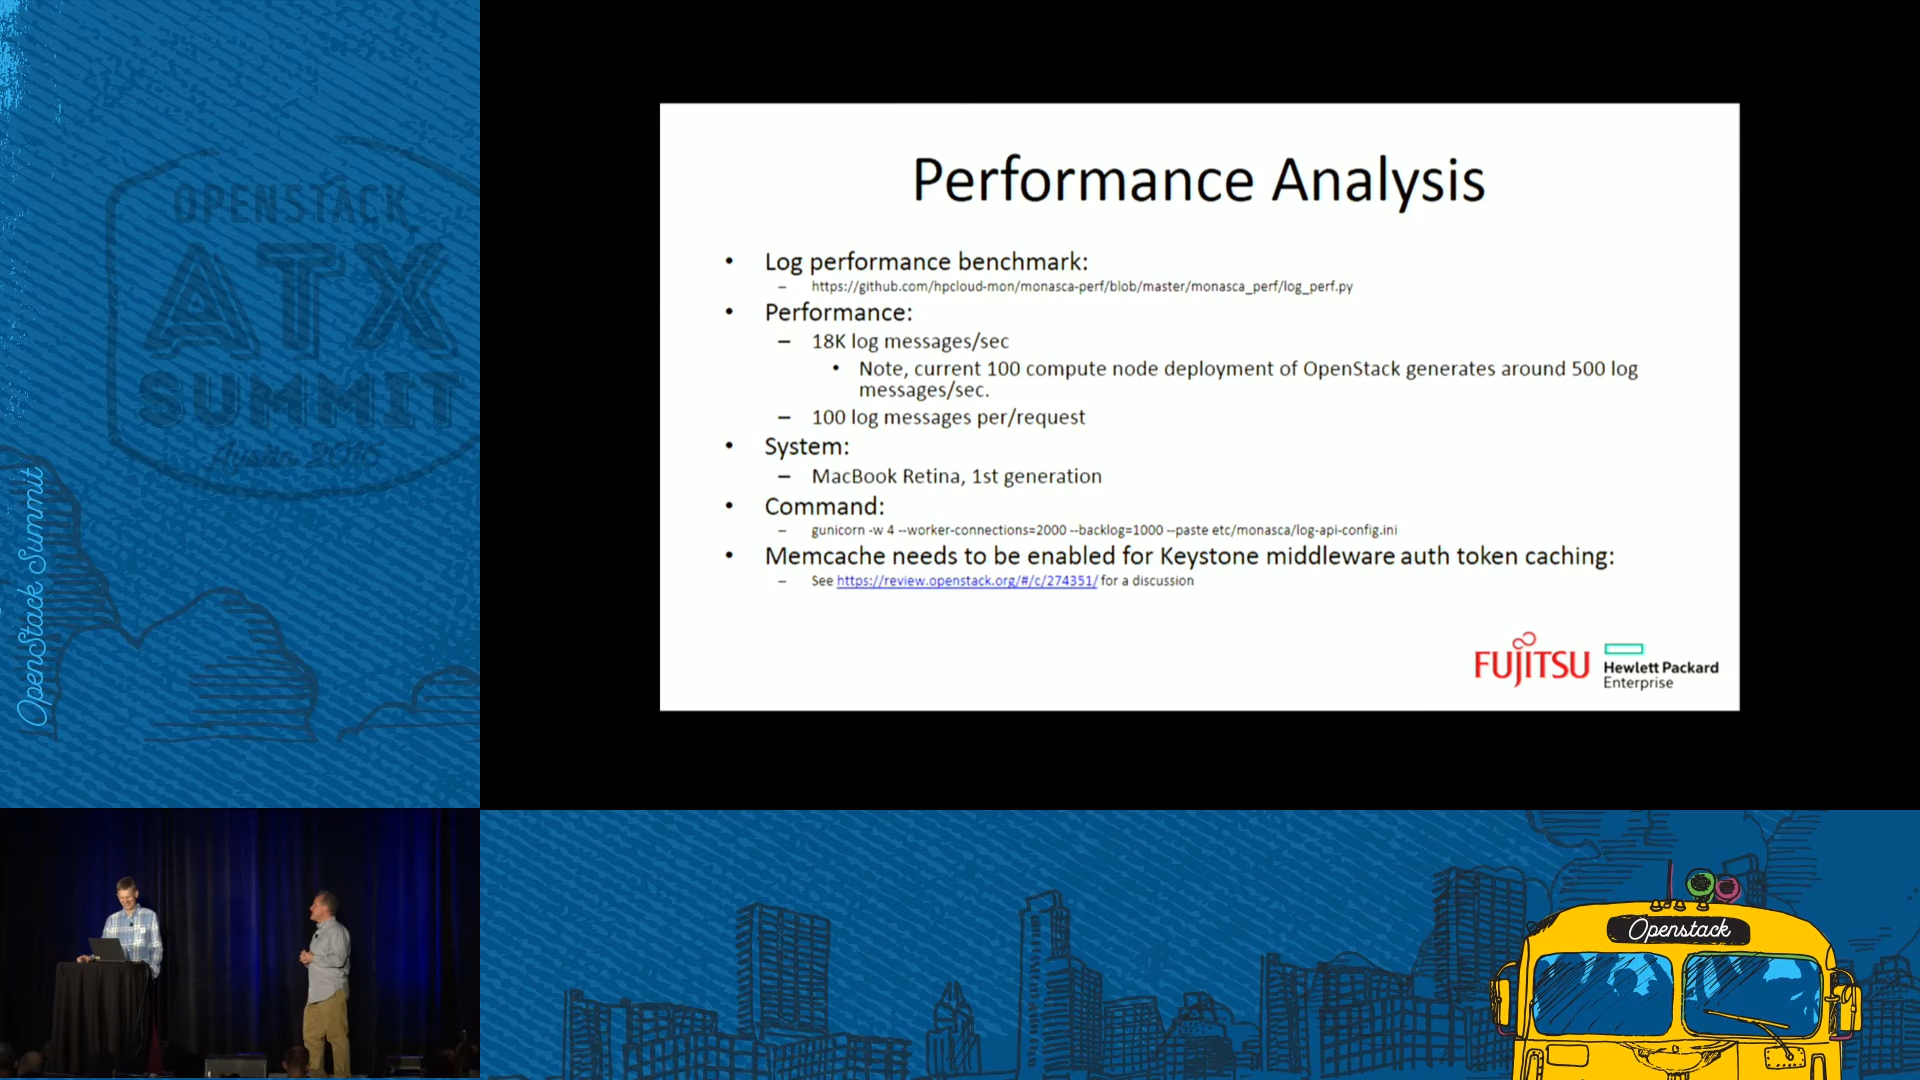 OPENSTACK
ATX
SUMMIT
Austin 2016
OpenStack Summit
Performance Analysis
• Log performance benchmark:
– https://github.com/hpcloud-mon/monasca-perf/blob/master/monasca_perf/log_perf.py
• Performance:
– 18K log messages/sec
• Note, current 100 compute node deployment of OpenStack generates around 500 log
messages/sec.
– 100 log messages per/request
• System:
– MacBook Retina, 1st generation
• Command:
– gunicorn -w 4 --worker-connections=2000 --backlog=1000 --paste etc/monasca/log-api-config.ini
• Memcache needs to be enabled for Keystone middleware auth token caching:
– See https://review.openstack.org/#/c/274351/ for a discussion
FUJITSU
Hewlett Packard
Enterprise
Openstack